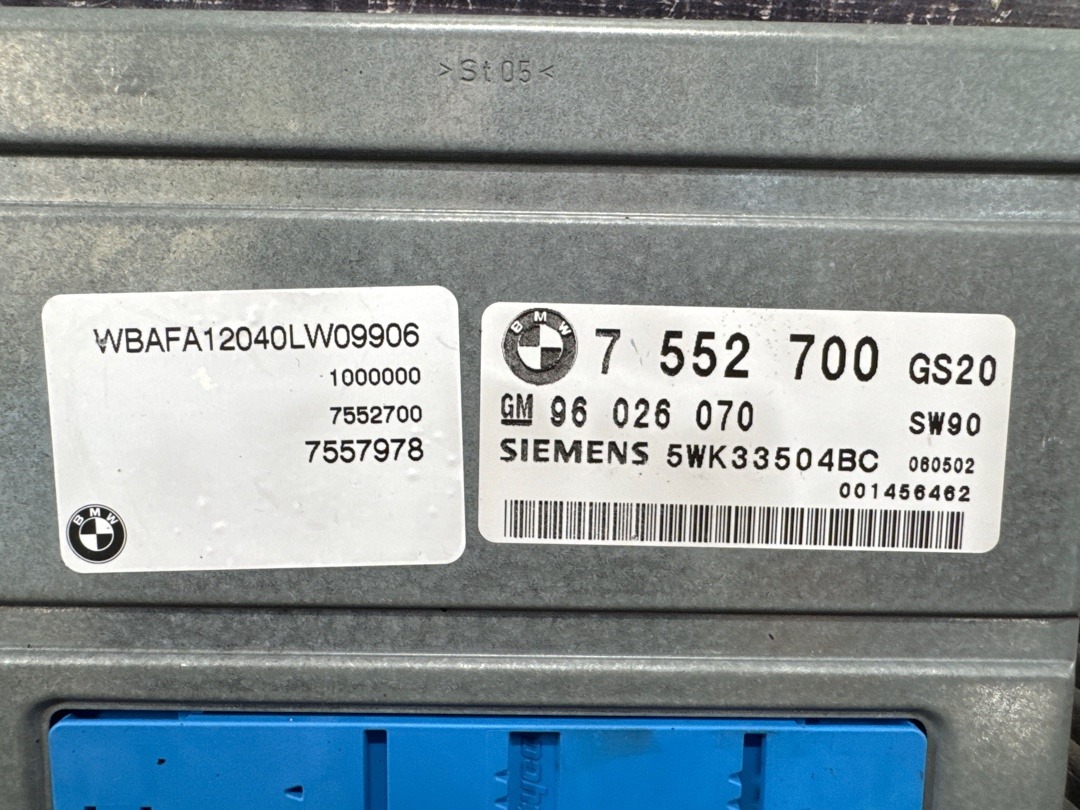 >St05<
WBAFA12040LW09906
1000000
7552700
7557978
BMW
BMW 7 552 700 GS20
GM 96 026 070 SW90
SIEMENS 5WK33504BC 060502
001456462